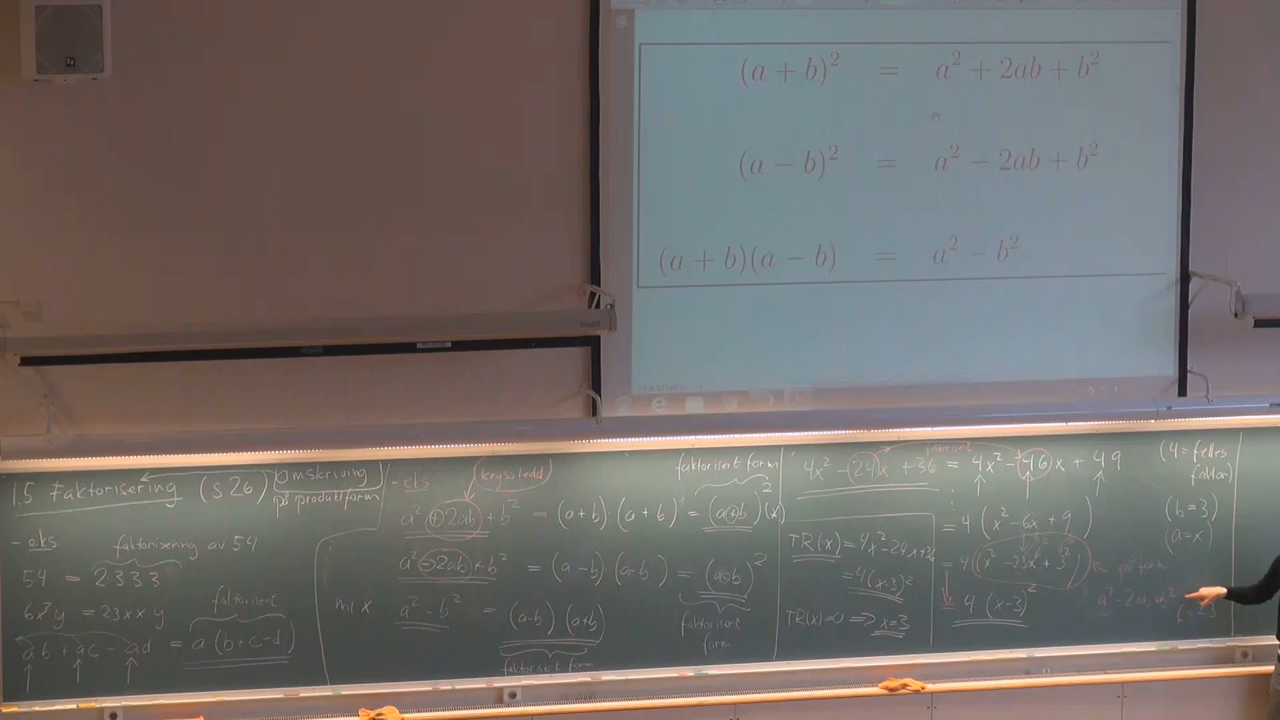 (a + b)² = a² + 2ab + b²
(a − b)² = a² − 2ab + b²
(a + b)(a − b) = a² − b²
1.5 Faktorisering (s 26)
Omskrivning
på produktform
- eks
faktorisering av 54
54 = 2 3 3 3
6x²y = 2 3 x x y
faktorisert
ab + ac − ad = a (b+c−d)
- eks:
kryssledd
faktorisert form
a² + 2ab + b² = (a+b) · (a+b) = (a+b)²
a² − 2ab + b² = (a−b) · (a−b) = (a−b)²
a² − b² = (a−b) (a+b)
faktorisert form
faktorisert
form
4x² − 24x + 36 = 4x² − 4·6x + 4·9
= 4 (x² − 6x + 9)
= 4 (x² − 2·3x + 3²)
= 4 (x−3)²
TR(x) = 4x² − 24x + 36
= 4(x−3)²
TR(x)=0 => x=3
(4 = felles
faktor)
(b=3)
(a=x)
på form
a² − 2ab + b²